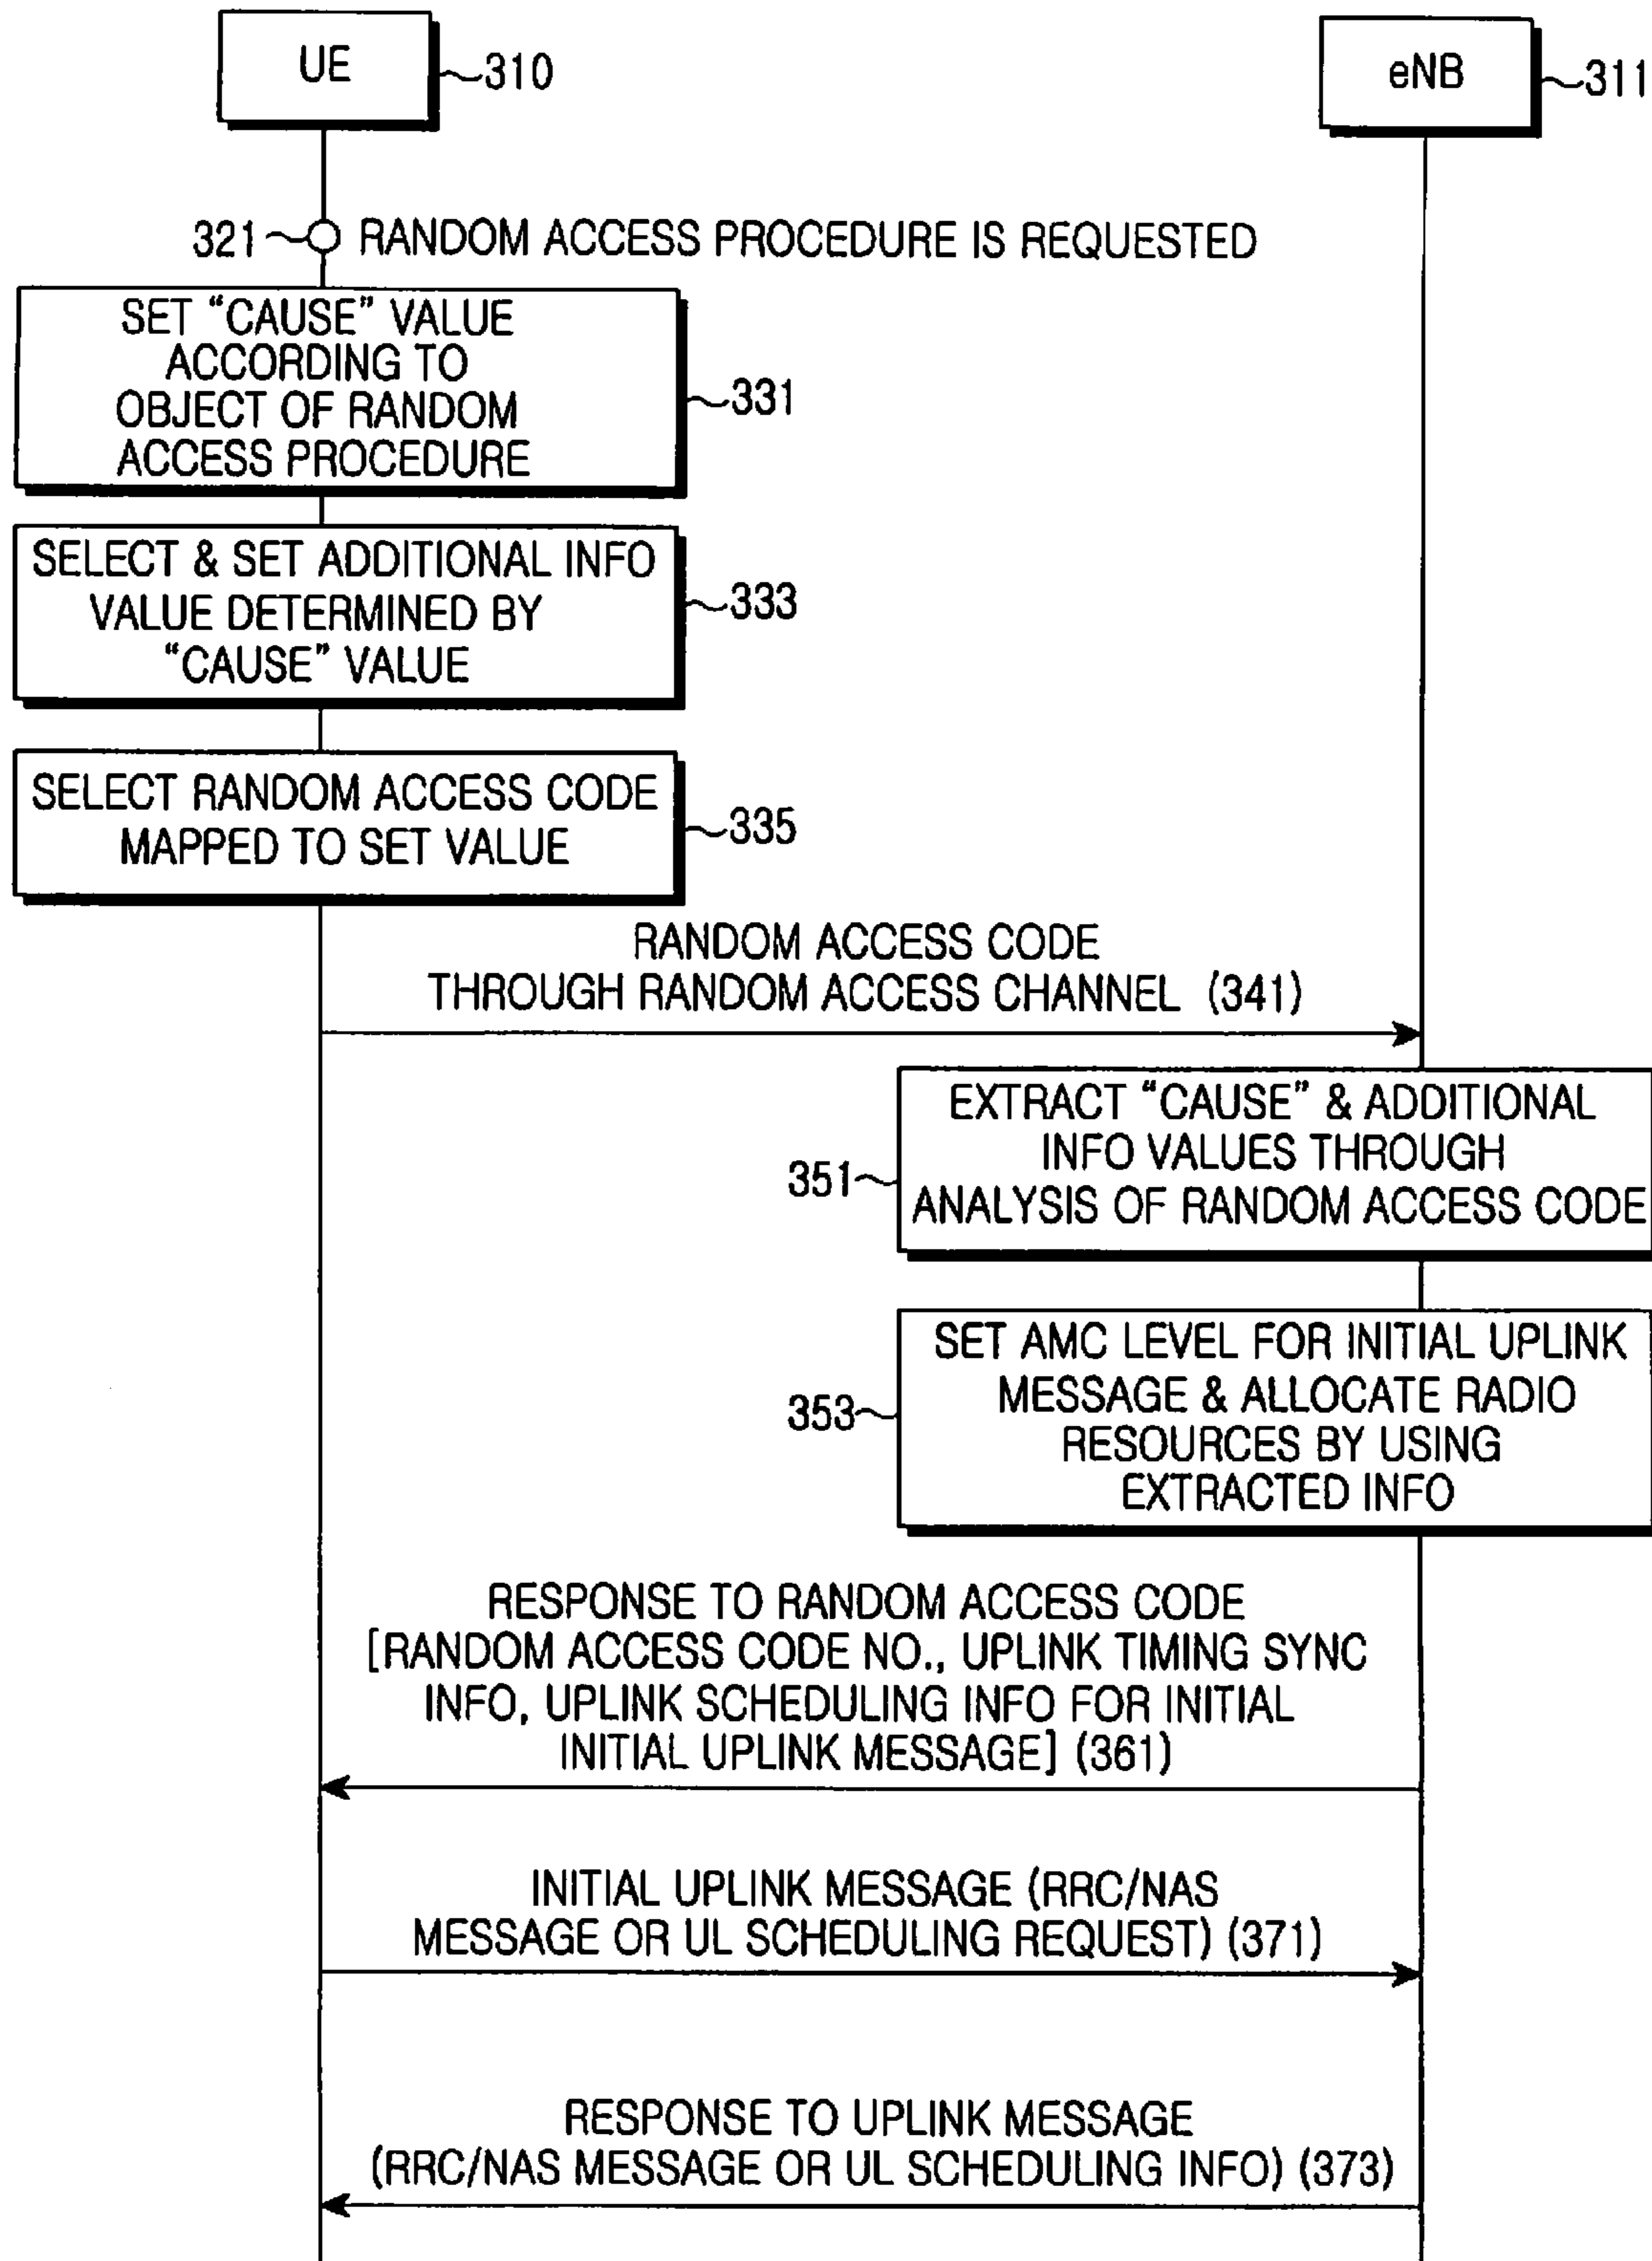 UE
310
eNB
311
321
RANDOM ACCESS PROCEDURE IS REQUESTED
SET “CAUSE” VALUE
ACCORDING TO
OBJECT OF RANDOM
ACCESS PROCEDURE
331
SELECT & SET ADDITIONAL INFO
VALUE DETERMINED BY
“CAUSE” VALUE
333
SELECT RANDOM ACCESS CODE
MAPPED TO SET VALUE
335
RANDOM ACCESS CODE
THROUGH RANDOM ACCESS CHANNEL (341)
EXTRACT “CAUSE” & ADDITIONAL
INFO VALUES THROUGH
ANALYSIS OF RANDOM ACCESS CODE
351
SET AMC LEVEL FOR INITIAL UPLINK
MESSAGE & ALLOCATE RADIO
RESOURCES BY USING
EXTRACTED INFO
353
RESPONSE TO RANDOM ACCESS CODE
[RANDOM ACCESS CODE NO., UPLINK TIMING SYNC
INFO, UPLINK SCHEDULING INFO FOR INITIAL
INITIAL UPLINK MESSAGE] (361)
INITIAL UPLINK MESSAGE (RRC/NAS
MESSAGE OR UL SCHEDULING REQUEST) (371)
RESPONSE TO UPLINK MESSAGE
(RRC/NAS MESSAGE OR UL SCHEDULING INFO) (373)